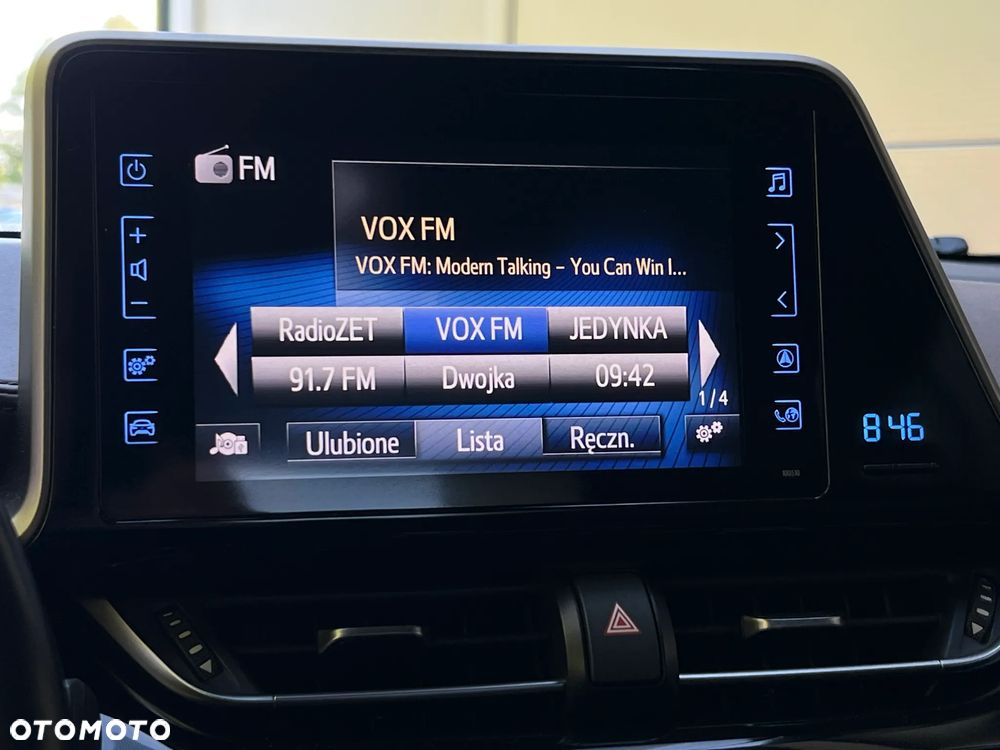 FM
VOX FM
VOX FM: Modern Talking – You Can Win I...
RadioZET VOX FM JEDYNKA
91.7 FM Dwojka 09:42
1 / 4
Ulubione Lista Ręczn.
8:46
OTOMOTO